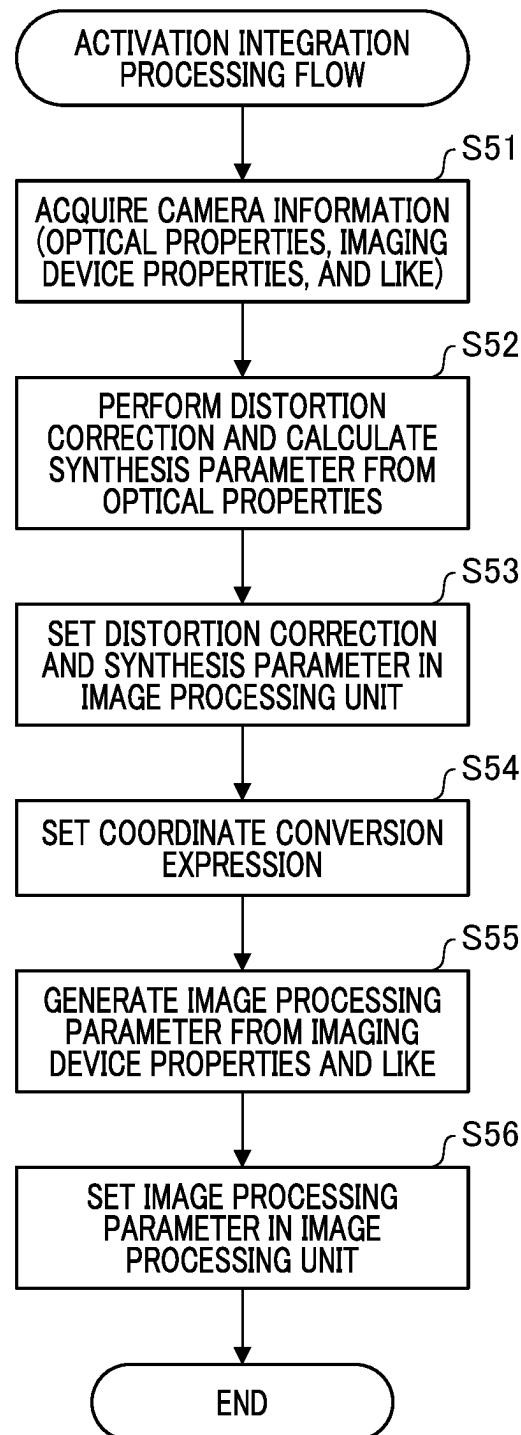 ACTIVATION INTEGRATION
PROCESSING FLOW
S51
ACQUIRE CAMERA INFORMATION
(OPTICAL PROPERTIES, IMAGING
DEVICE PROPERTIES, AND LIKE)
S52
PERFORM DISTORTION
CORRECTION AND CALCULATE
SYNTHESIS PARAMETER FROM
OPTICAL PROPERTIES
S53
SET DISTORTION CORRECTION
AND SYNTHESIS PARAMETER IN
IMAGE PROCESSING UNIT
S54
SET COORDINATE CONVERSION
EXPRESSION
S55
GENERATE IMAGE PROCESSING
PARAMETER FROM IMAGING
DEVICE PROPERTIES AND LIKE
S56
SET IMAGE PROCESSING
PARAMETER IN IMAGE
PROCESSING UNIT
END